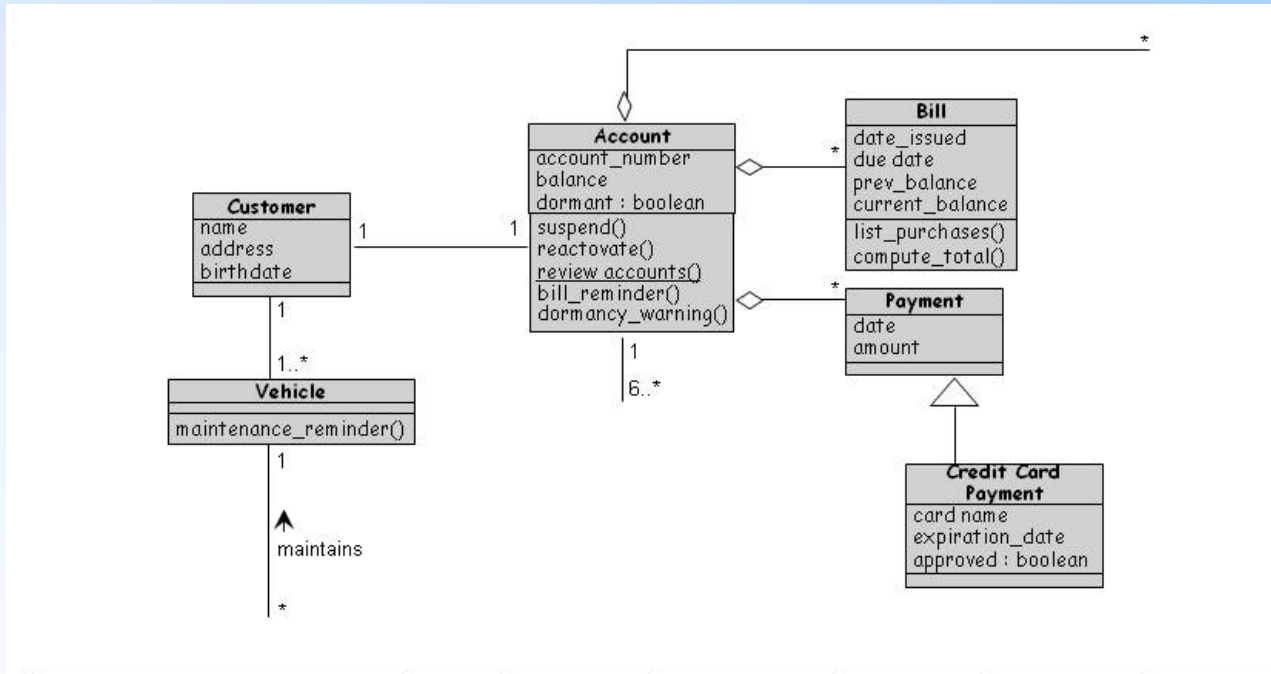 *
Account
account_number
balance
dormant : boolean
suspend()
reactovate()
review accounts()
bill_reminder()
dormancy_warning()
*
Bill
date_issued
due date
prev_balance
current_balance
list_purchases()
compute_total()
Customer
name
address
birthdate
1
1
*
Payment
date
amount
1
1..*
1
6..*
Vehicle
maintenance_reminder()
1
maintains
*
Credit Card
Payment
card name
expiration_date
approved : boolean